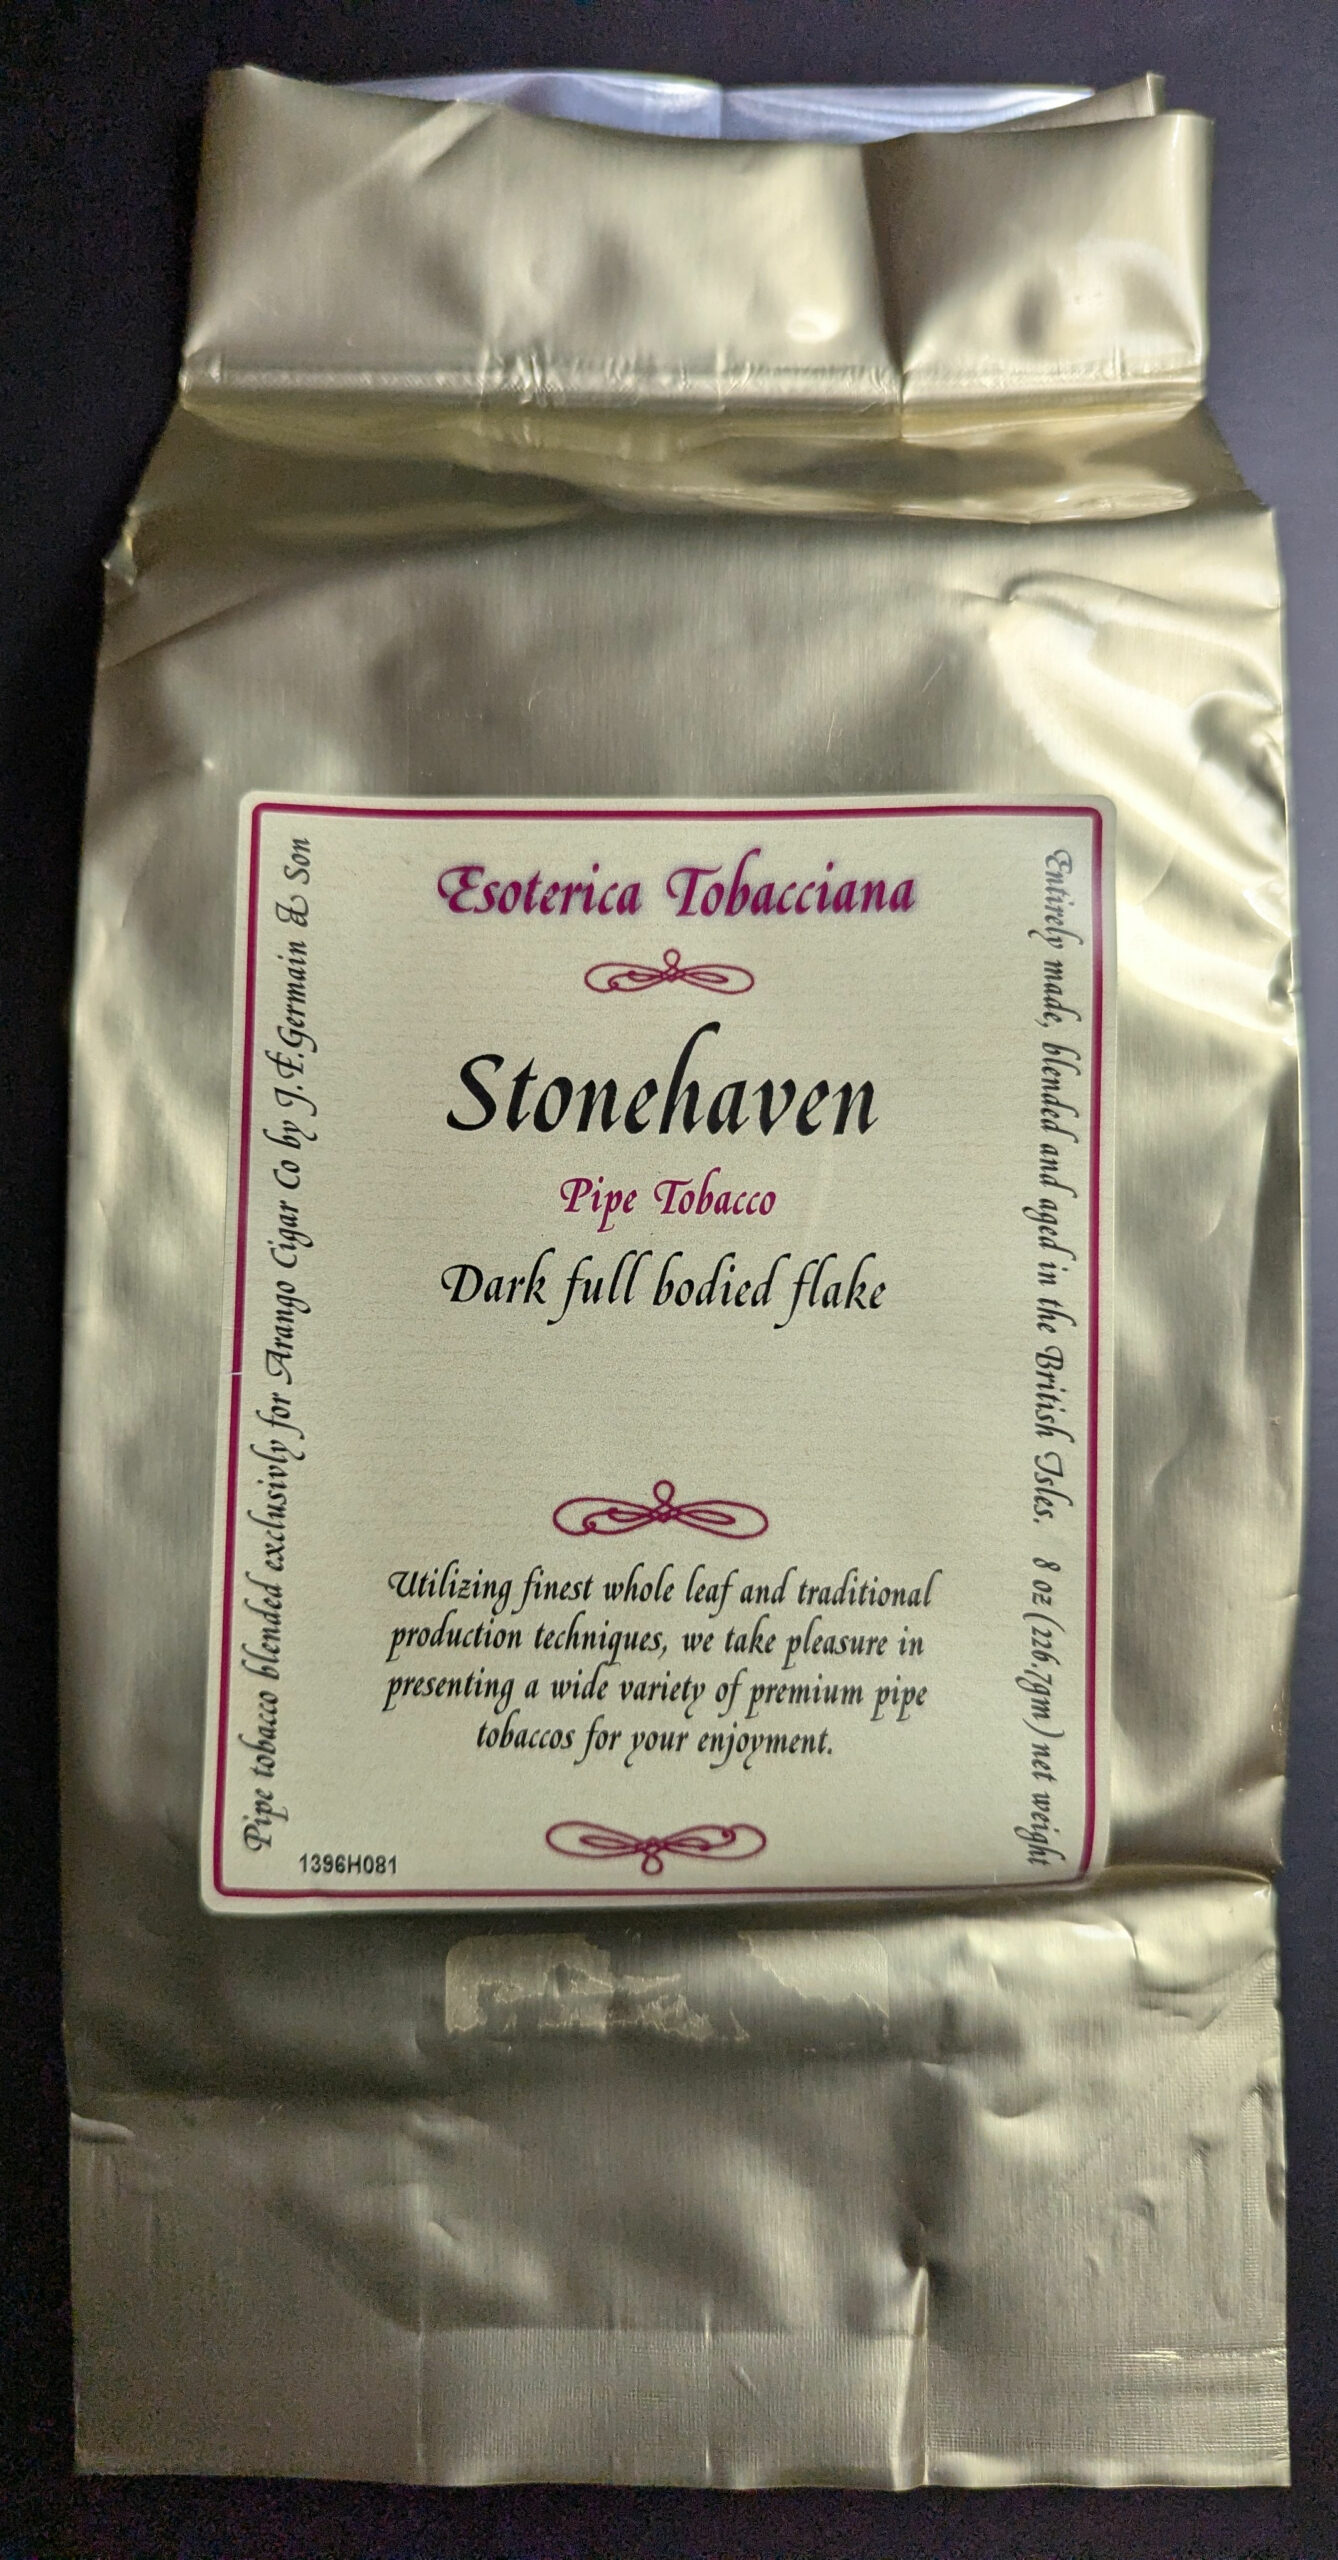 Esoterica Tobacciana
Stonehaven
Pipe Tobacco
Dark full bodied flake
Utilizing finest whole leaf and traditional
production techniques, we take pleasure in
presenting a wide variety of premium pipe
tobaccos for your enjoyment.
Pipe tobacco blended exclusivly for Arango Cigar Co by J.F.Germain & Son
Entirely made, blended and aged in the British Isles. 8 oz (226.7gm) net weight
1396H081